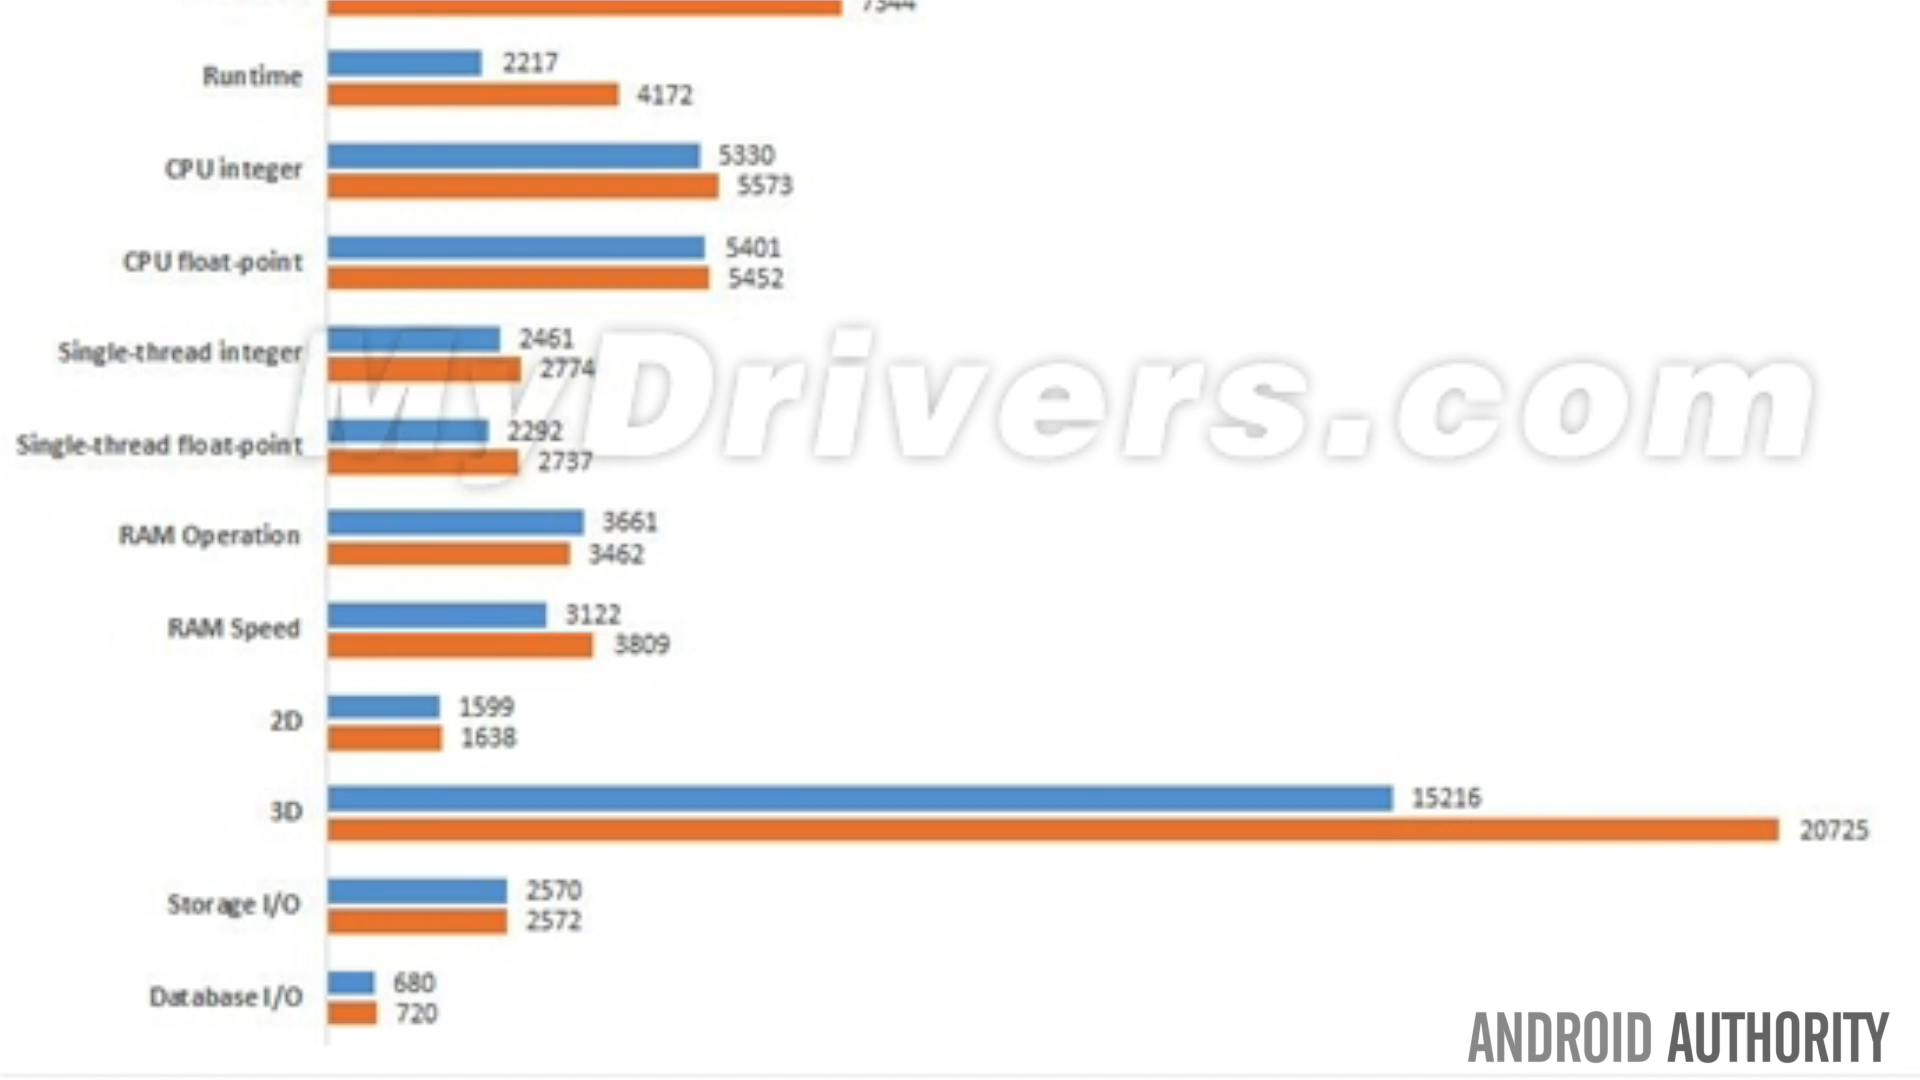 7344
Runtime
2217
4172
CPU integer
5330
5573
CPU float-point
5401
5452
Single-thread integer
2461
2774
Single-thread float-point
2292
2737
MyDrivers.com
RAM Operation
3661
3462
RAM Speed
3122
3809
2D
1599
1638
3D
15216
20725
Storage I/O
2570
2572
Database I/O
680
720
ANDROID AUTHORITY